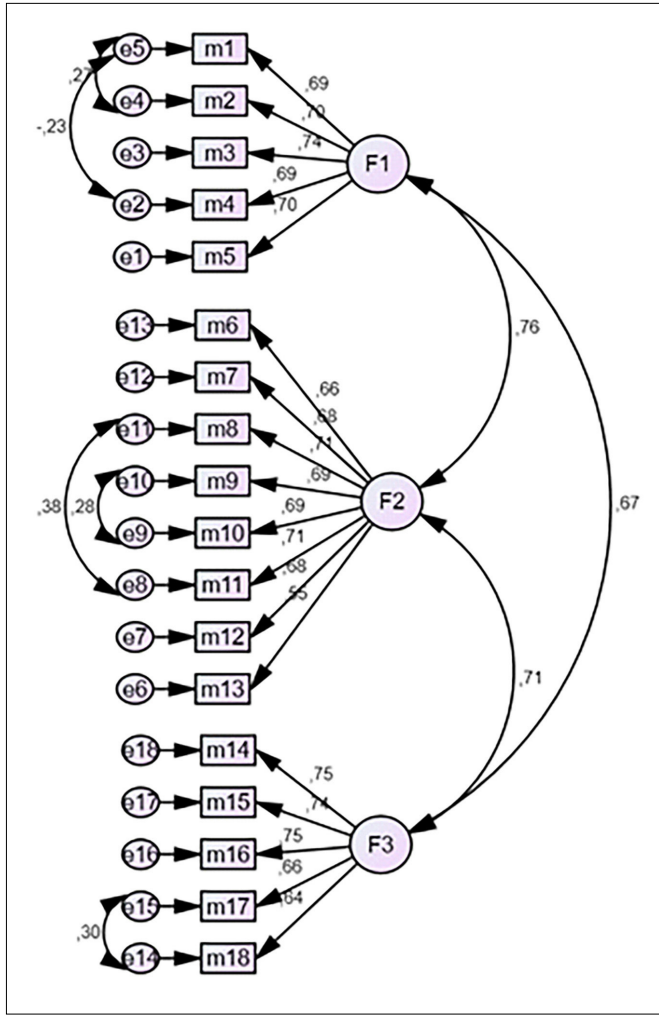 e5 m1
,69
,27
e4 m2
,70
-,23
e3 m3
,74
F1
,69
e2 m4
,70
e1 m5
e13 m6
,76
e12 m7
,66
,68
e11 m8
,71
e10 m9
,69
F2
,38 ,28
,69
,67
e9 m10
,71
e8 m11
,68
,55
e7 m12
,71
e6 m13
e18 m14
,75
e17 m15
,74
,75
F3
e16 m16
,66
e15 m17
,64
,30
e14 m18